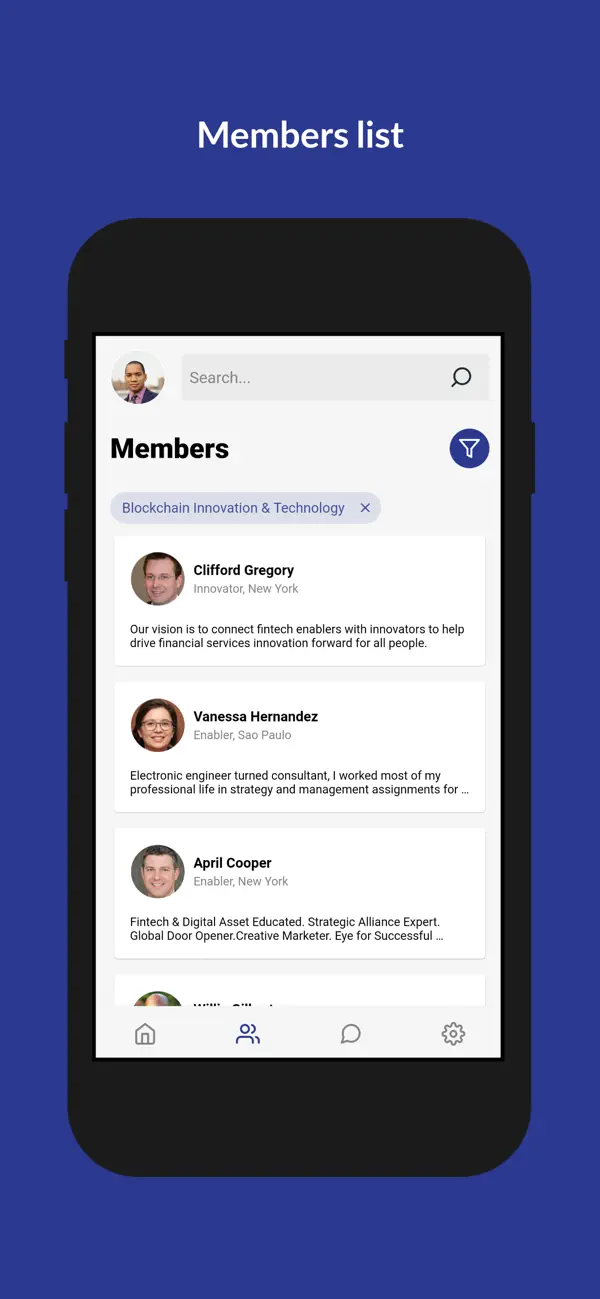 Members list
Search...
Members
Blockchain Innovation & Technology
Clifford Gregory
Innovator, New York
Our vision is to connect fintech enablers with innovators to help
drive financial services innovation forward for all people.
Vanessa Hernandez
Enabler, Sao Paulo
Electronic engineer turned consultant, I worked most of my
professional life in strategy and management assignments for ...
April Cooper
Enabler, New York
Fintech & Digital Asset Educated. Strategic Alliance Expert.
Global Door Opener.Creative Marketer. Eye for Successful ...